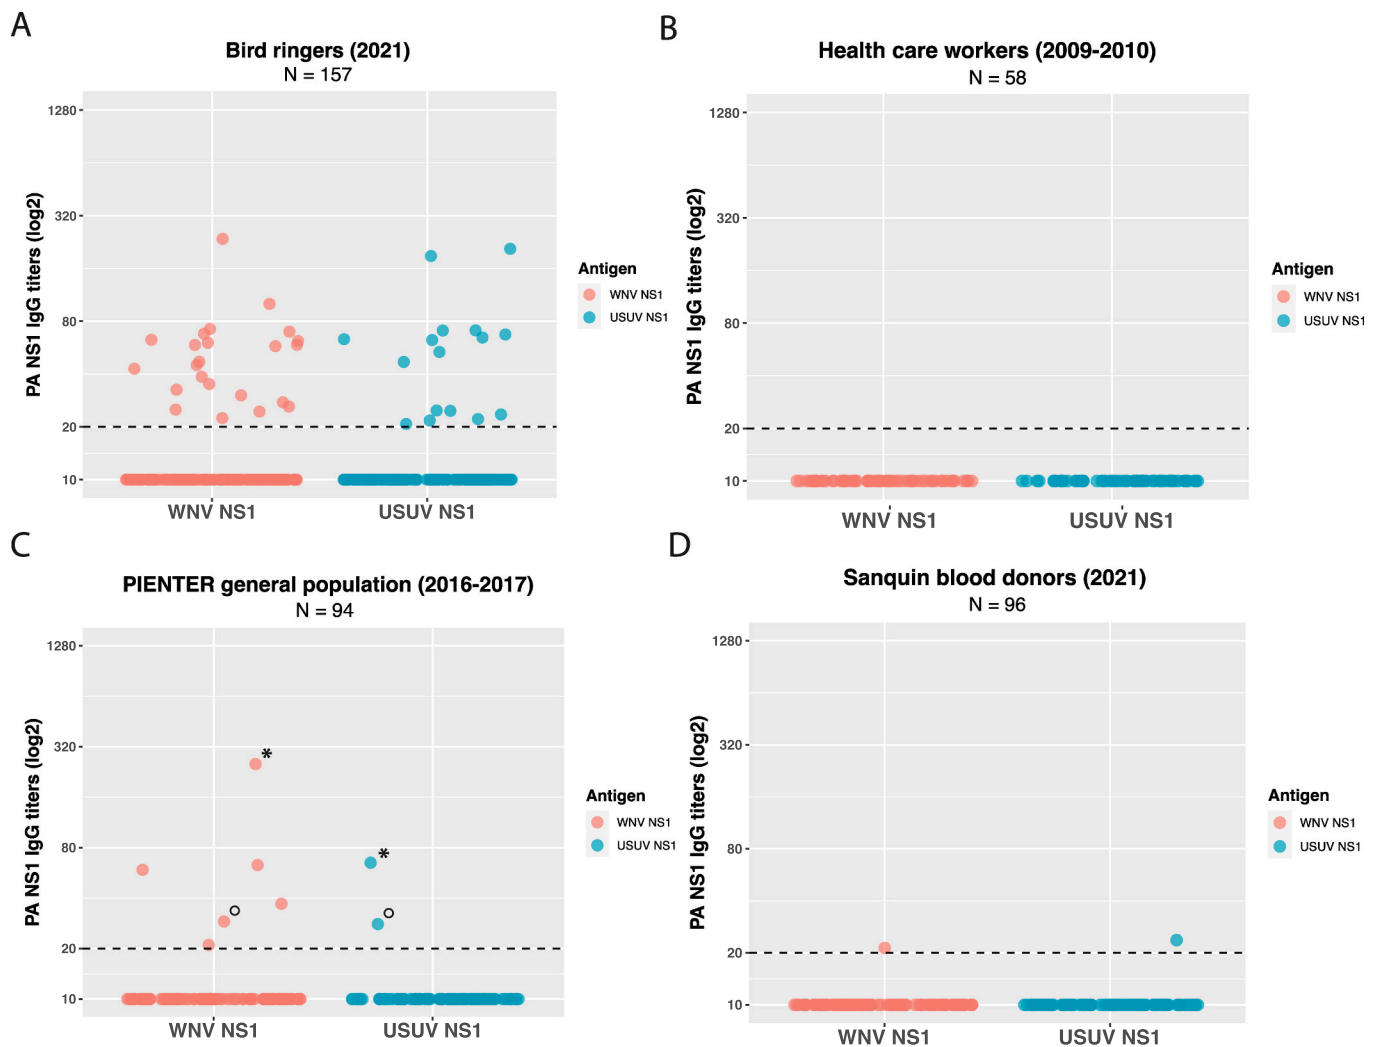 A
Bird ringers (2021)
N = 157
PA NS1 IgG titers (log2)
1280
320
80
20
10
WNV NS1
USUV NS1
Antigen
WNV NS1
USUV NS1
B
Health care workers (2009-2010)
N = 58
PA NS1 IgG titers (log2)
1280
320
80
20
10
WNV NS1
USUV NS1
Antigen
WNV NS1
USUV NS1
C
PIENTER general population (2016-2017)
N = 94
PA NS1 IgG titers (log2)
1280
320
80
20
10
*
*
WNV NS1
USUV NS1
Antigen
WNV NS1
USUV NS1
D
Sanquin blood donors (2021)
N = 96
PA NS1 IgG titers (log2)
1280
320
80
20
10
WNV NS1
USUV NS1
Antigen
WNV NS1
USUV NS1